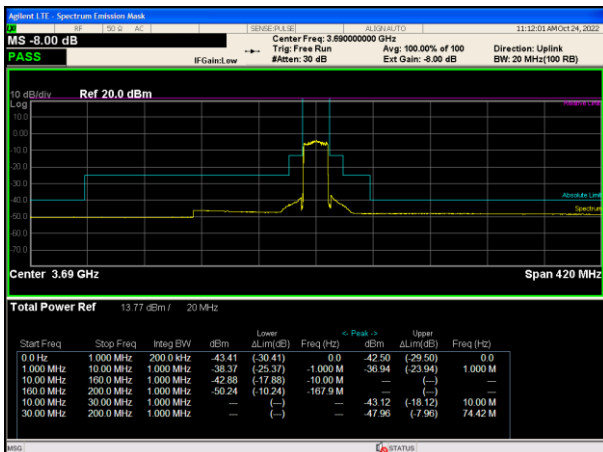 Agilent LTE - Spectrum Emission Mask
RF 50 Ω AC SENSE:PULSE ALIGN AUTO 11:12:01 AM Oct 24, 2022
MS -8.00 dB Center Freq: 3.690000000 GHz
Trig: Free Run Avg: 100.00% of 100 Direction: Uplink
PASS IFGain:Low #Atten: 30 dB Ext Gain: -8.00 dB BW: 20 MHz(100 RB)
10 dB/div Ref 20.0 dBm
Log Relative Limit
10.0
0.00
-10.0
-20.0
-30.0
Absolute Limit
-40.0
Spectrum
-50.0
-60.0
-70.0
Center 3.69 GHz Span 420 MHz
Total Power Ref 13.77 dBm / 20 MHz
Lower <- Peak -> Upper
Start Freq Stop Freq Integ BW dBm ΔLim(dB) Freq (Hz) dBm ΔLim(dB) Freq (Hz)
0.0 Hz 1.000 MHz 200.0 kHz -43.41 (-30.41) 0.0 -42.50 (-29.50) 0.0
1.000 MHz 10.00 MHz 1.000 MHz -38.37 (-25.37) -1.000 M -36.94 (-23.94) 1.000 M
10.00 MHz 160.0 MHz 1.000 MHz -42.88 (-17.88) -10.00 M --- (---)
160.0 MHz 200.0 MHz 1.000 MHz -50.24 (-10.24) -167.9 M --- (---)
10.00 MHz 30.00 MHz 1.000 MHz --- (---) -43.12 (-18.12) 10.00 M
30.00 MHz 200.0 MHz 1.000 MHz --- (---) -47.96 (-7.96) 74.42 M
MSG STATUS